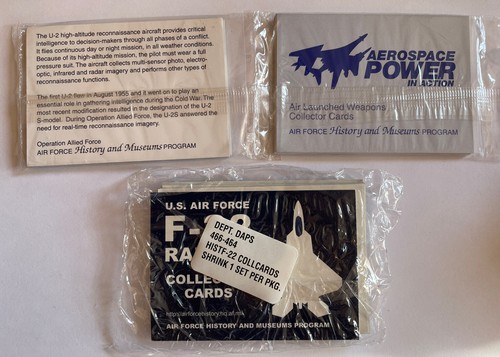 The U-2 high-altitude reconnaissance aircraft provides critical
intelligence to decision-makers through all phases of a conflict.
It flies continuous day or night mission, in all weather conditions.
Because of its high-altitude mission, the pilot must wear a full
pressure suit. The aircraft collects multi-sensor photo, electro-
optic, infrared and radar imagery and performs other types of
reconnaissance functions.
The first U-2 flew in August 1955 and it went on to play an
essential role in gathering intelligence during the Cold War. The
most recent modification resulted in the designation of the U-2
S-model. During Operation Allied Force, the U-2S answered the
need for real-time reconnaissance imagery.
Operation Allied Force
AIR FORCE History and Museums PROGRAM
AEROSPACE
POWER
IN ACTION
Air Launched Weapons
Collector Cards
AIR FORCE History and Museums PROGRAM
U.S. AIR FORCE
F-
RA
COLLE
CARDS
http://airforcehistory.hq.af.mil
AIR FORCE HISTORY AND MUSEUMS PROGRAM
DEPT. DAPS
466-464
HISTF-22 COLLCARDS
SHRINK 1 SET PER PKG.